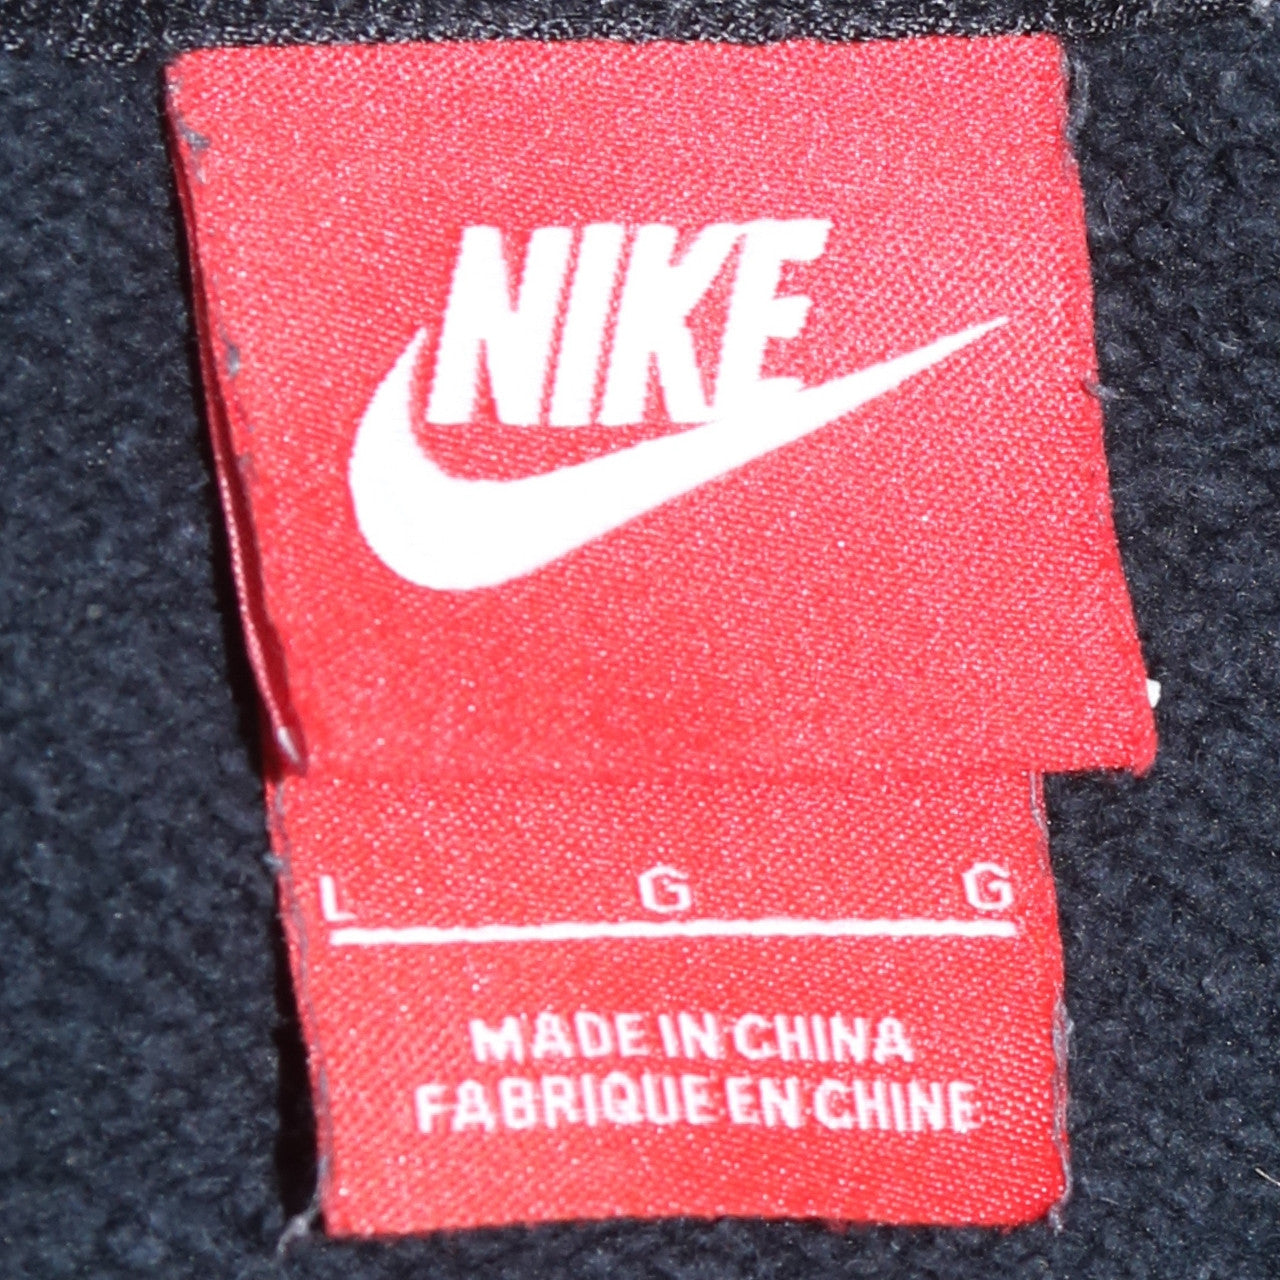 NIKE
L G G
MADE IN CHINA
FABRIQUE EN CHINE